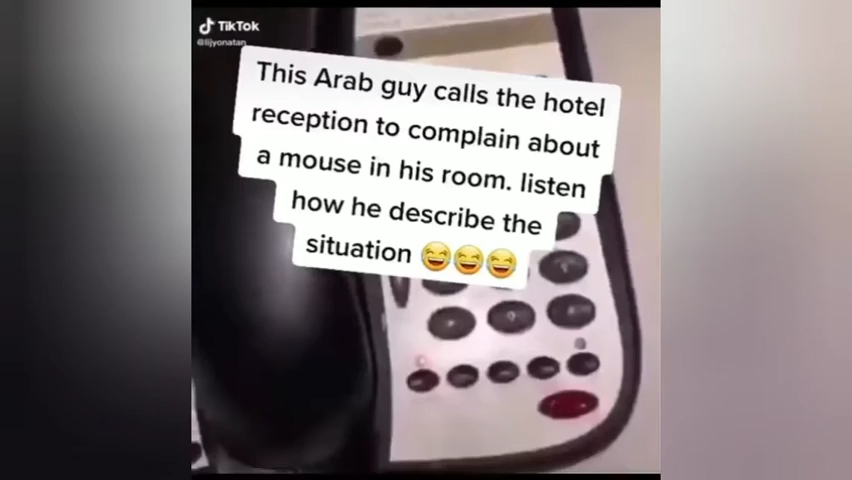 TikTok
@lijyonatan
This Arab guy calls the hotel
reception to complain about
a mouse in his room. listen
how he describe the
situation 😂😂😂